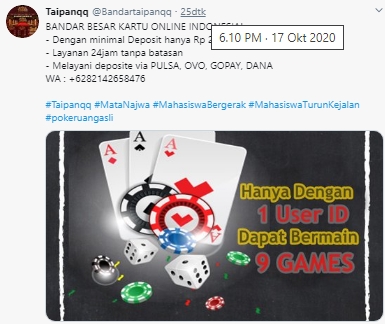 Taipanqq @Bandartaipanqq · 25dtk
BANDAR BESAR KARTU ONLINE
- Dengan minimal Deposit hanya Rp
6.10 PM · 17 Okt 2020
- Layanan 24jam tanpa batasan
- Melayani deposite via PULSA, OVO, GOPAY, DANA
WA : +6282142658476
#Taipanqq #MataNajwa #MahasiswaBergerak #MahasiswaTurunKejalan
#pokeruangasli
A A A
Hanya Dengan
1 User ID
Dapat Bermain
9 GAMES